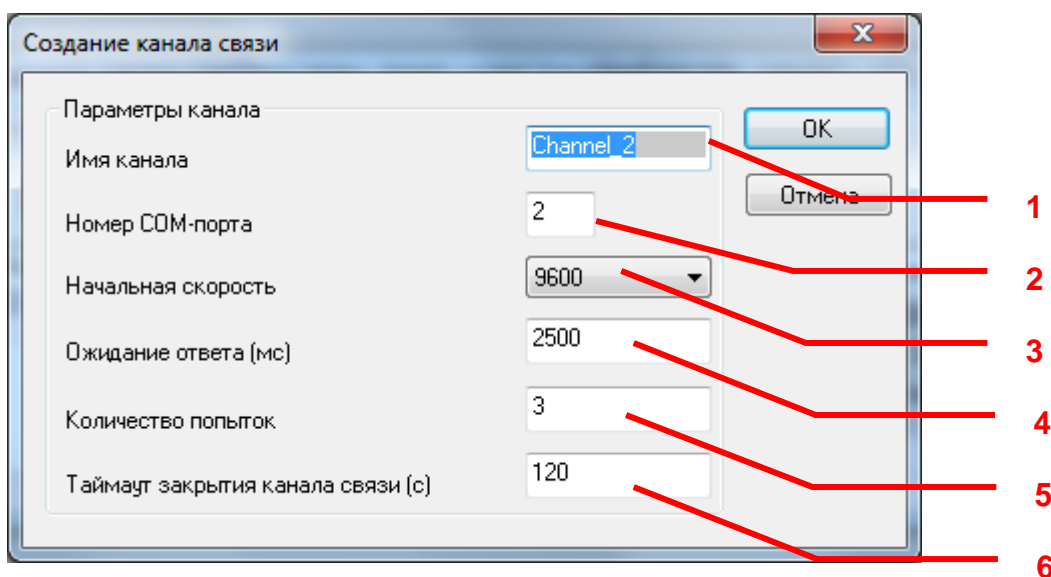 Создание канала связи
Параметры канала
Имя канала
Channel_2
OK
Отмена
1
Номер COM-порта
2
2
Начальная скорость
9600
3
Ожидание ответа (мс)
2500
4
Количество попыток
3
5
Таймаут закрытия канала связи (с)
120
6